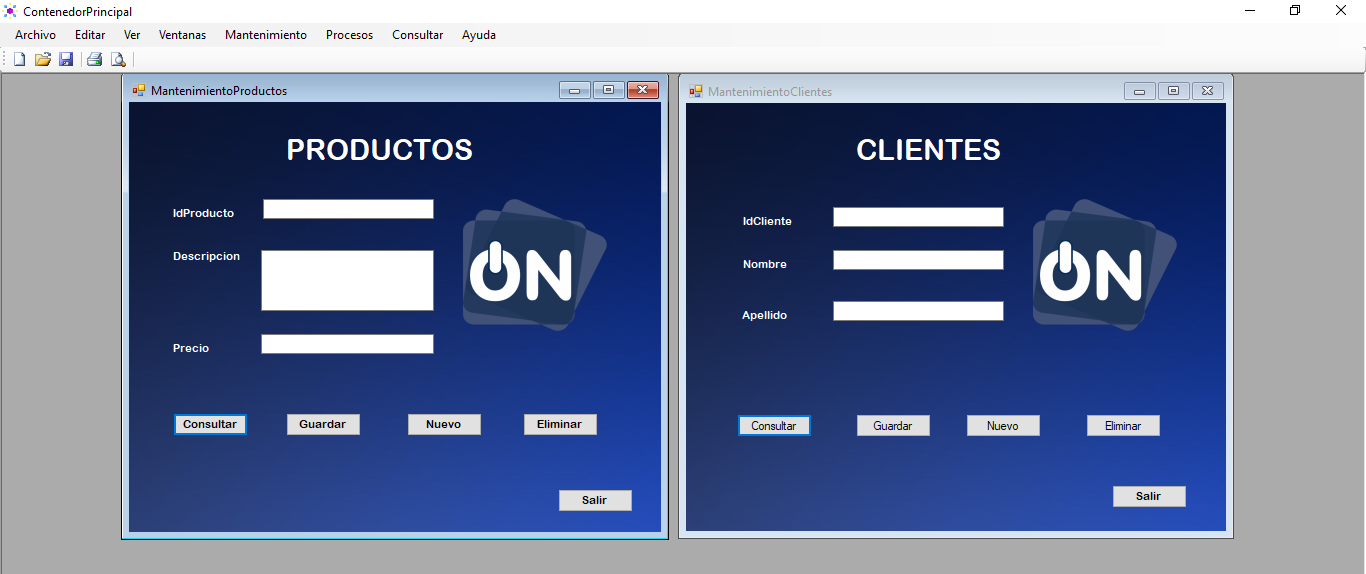 ContenedorPrincipal
Archivo Editar Ver Ventanas Mantenimiento Procesos Consultar Ayuda
MantenimientoProductos
PRODUCTOS
IdProducto
Descripcion
Precio
ON
Consultar Guardar Nuevo Eliminar
Salir
MantenimientoClientes
CLIENTES
IdCliente
Nombre
Apellido
ON
Consultar Guardar Nuevo Eliminar
Salir